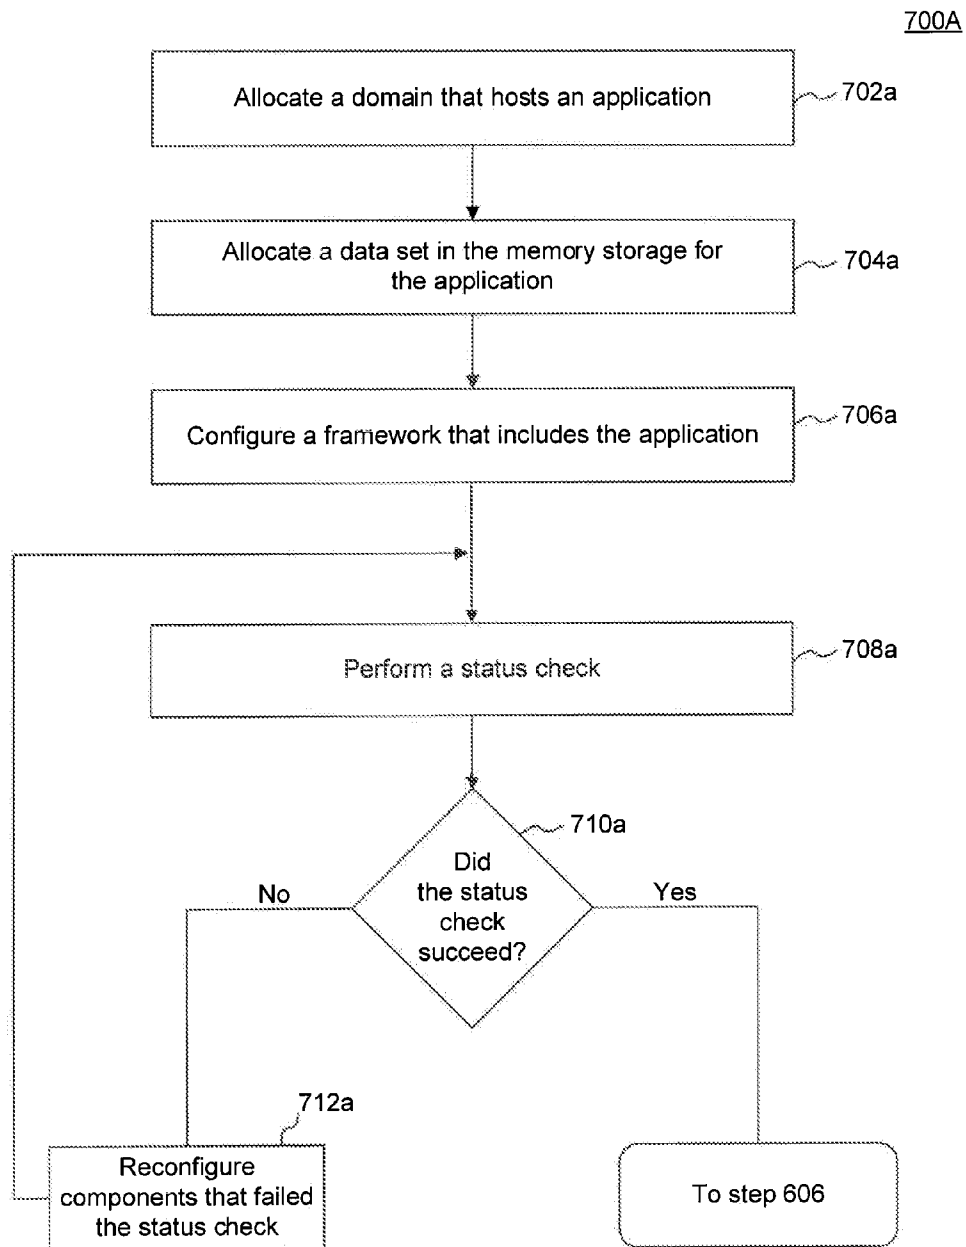 700A
Allocate a domain that hosts an application
702a
Allocate a data set in the memory storage for
the application
704a
Configure a framework that includes the application
706a
Perform a status check
708a
710a
Did
the status
check
succeed?
No
Yes
712a
Reconfigure
components that failed
the status check
To step 606